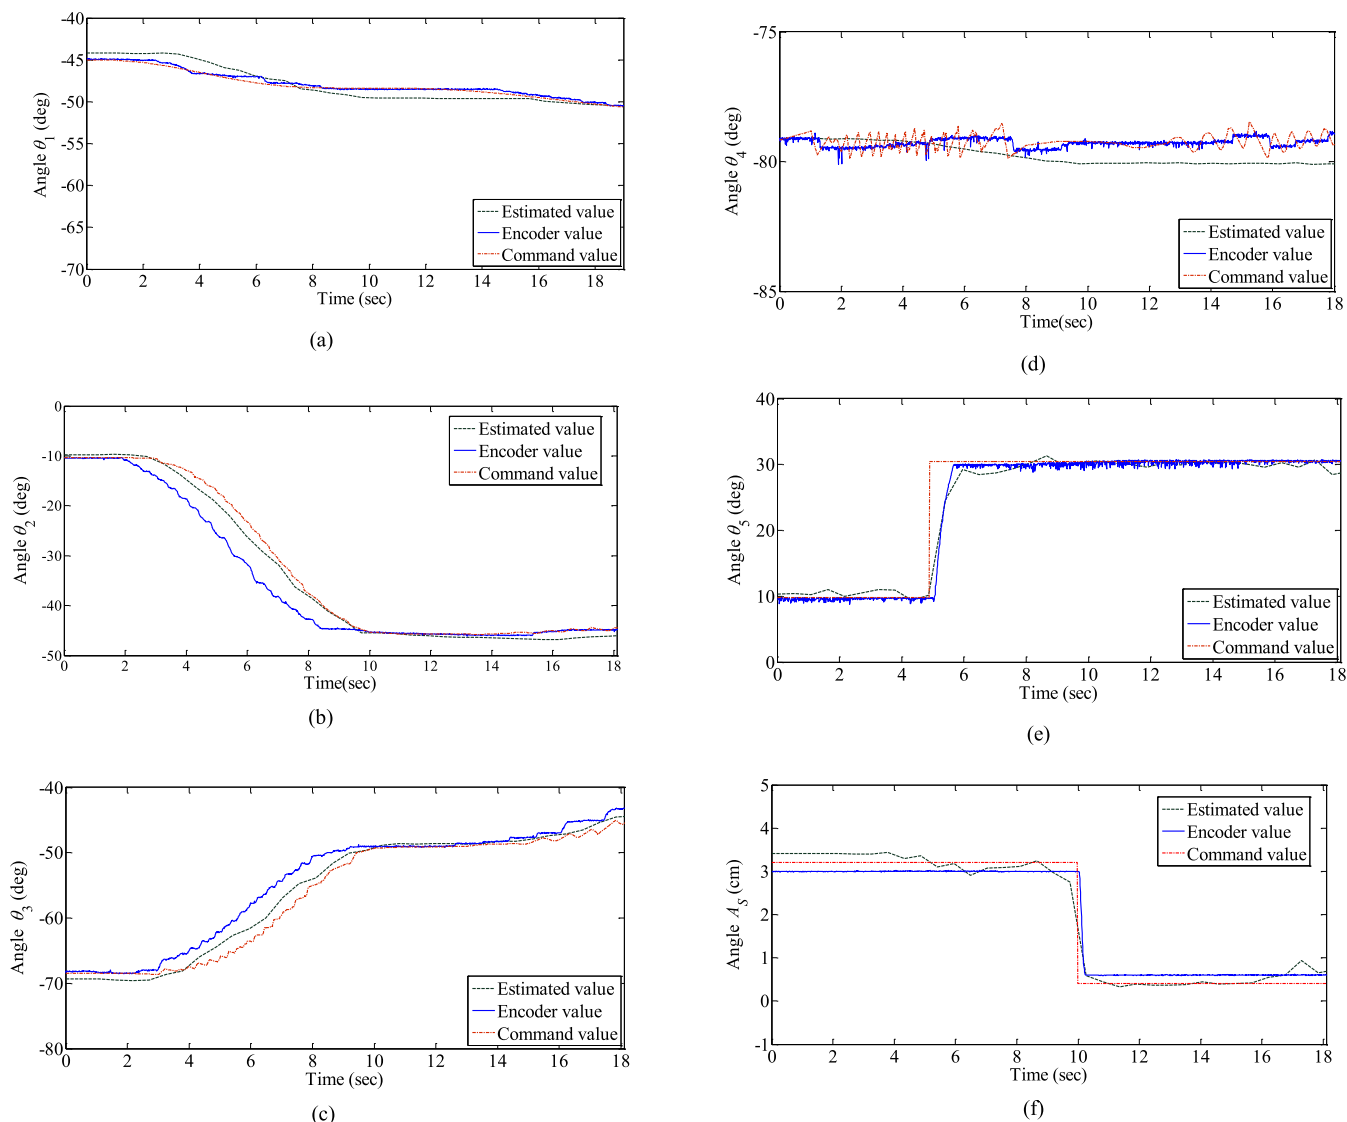 -40
-45
-50
-55
-60
-65
-70
Angle θ1 (deg)
0 2 4 6 8 10 12 14 16 18
Time (sec)
Estimated value
Encoder value
Command value
(a)
0
-10
-20
-30
-40
-50
Angle θ2 (deg)
0 2 4 6 8 10 12 14 16 18
Time(sec)
Estimated value
Encoder value
Command value
(b)
-40
-50
-60
-70
-80
Angle θ3 (deg)
0 2 4 6 8 10 12 14 16 18
Time (sec)
Estimated value
Encoder value
Command value
(c)
-75
-80
-85
Angle θ4 (deg)
0 2 4 6 8 10 12 14 16 18
Time(sec)
Estimated value
Encoder value
Command value
(d)
40
30
20
10
0
Angle θ5 (deg)
0 2 4 6 8 10 12 14 16 18
Time (sec)
Estimated value
Encoder value
Command value
(e)
5
4
3
2
1
0
-1
Angle AS (cm)
0 2 4 6 8 10 12 14 16 18
Time (sec)
Estimated value
Encoder value
Command value
(f)